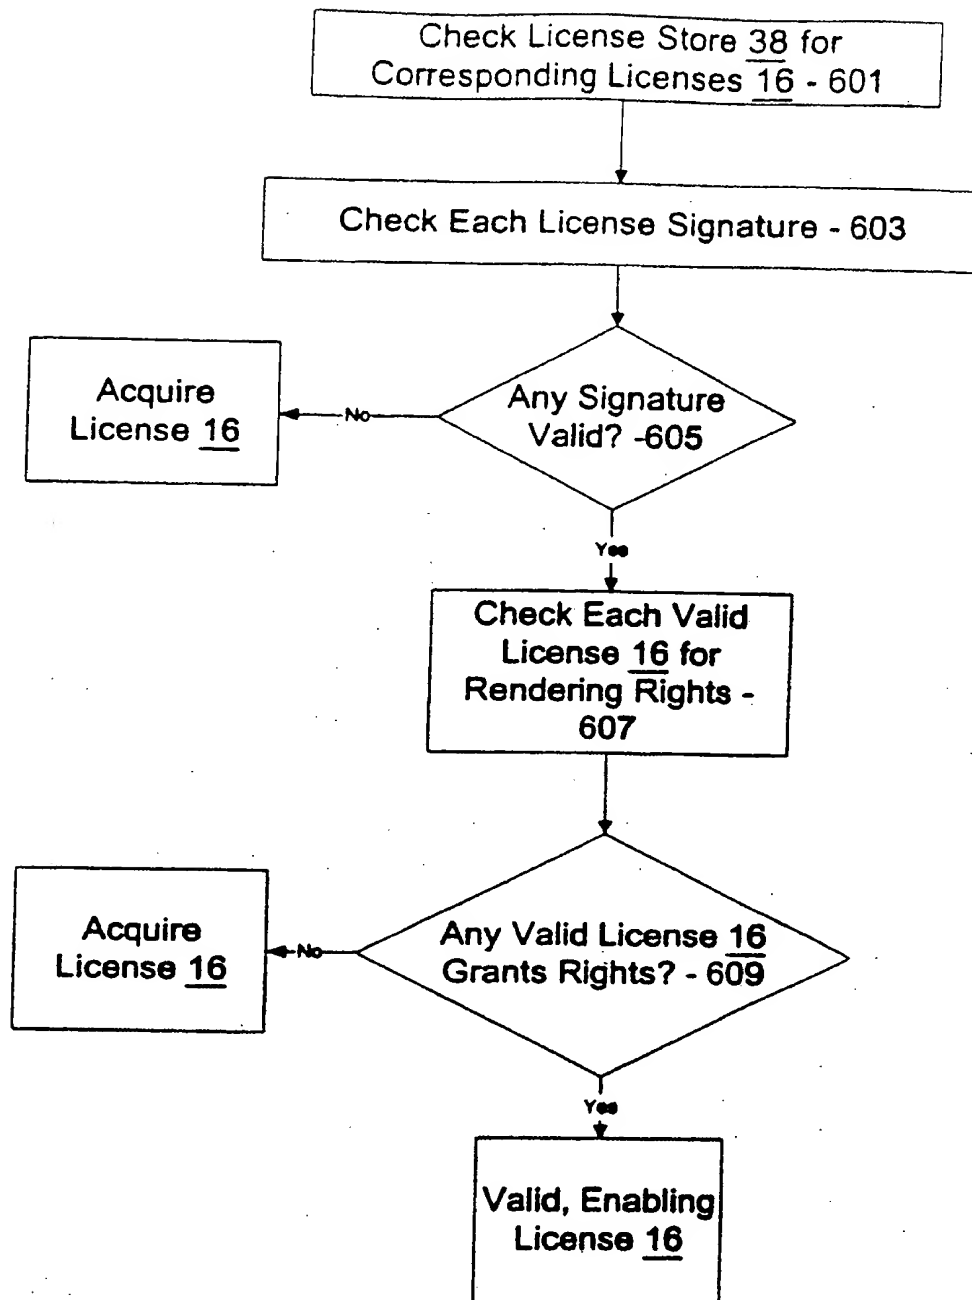 Check License Store 38 for
Corresponding Licenses 16 - 601
Check Each License Signature - 603
Any Signature
Valid? -605
No
Acquire
License 16
Yes
Check Each Valid
License 16 for
Rendering Rights -
607
Any Valid License 16
Grants Rights? - 609
No
Acquire
License 16
Yes
Valid, Enabling
License 16